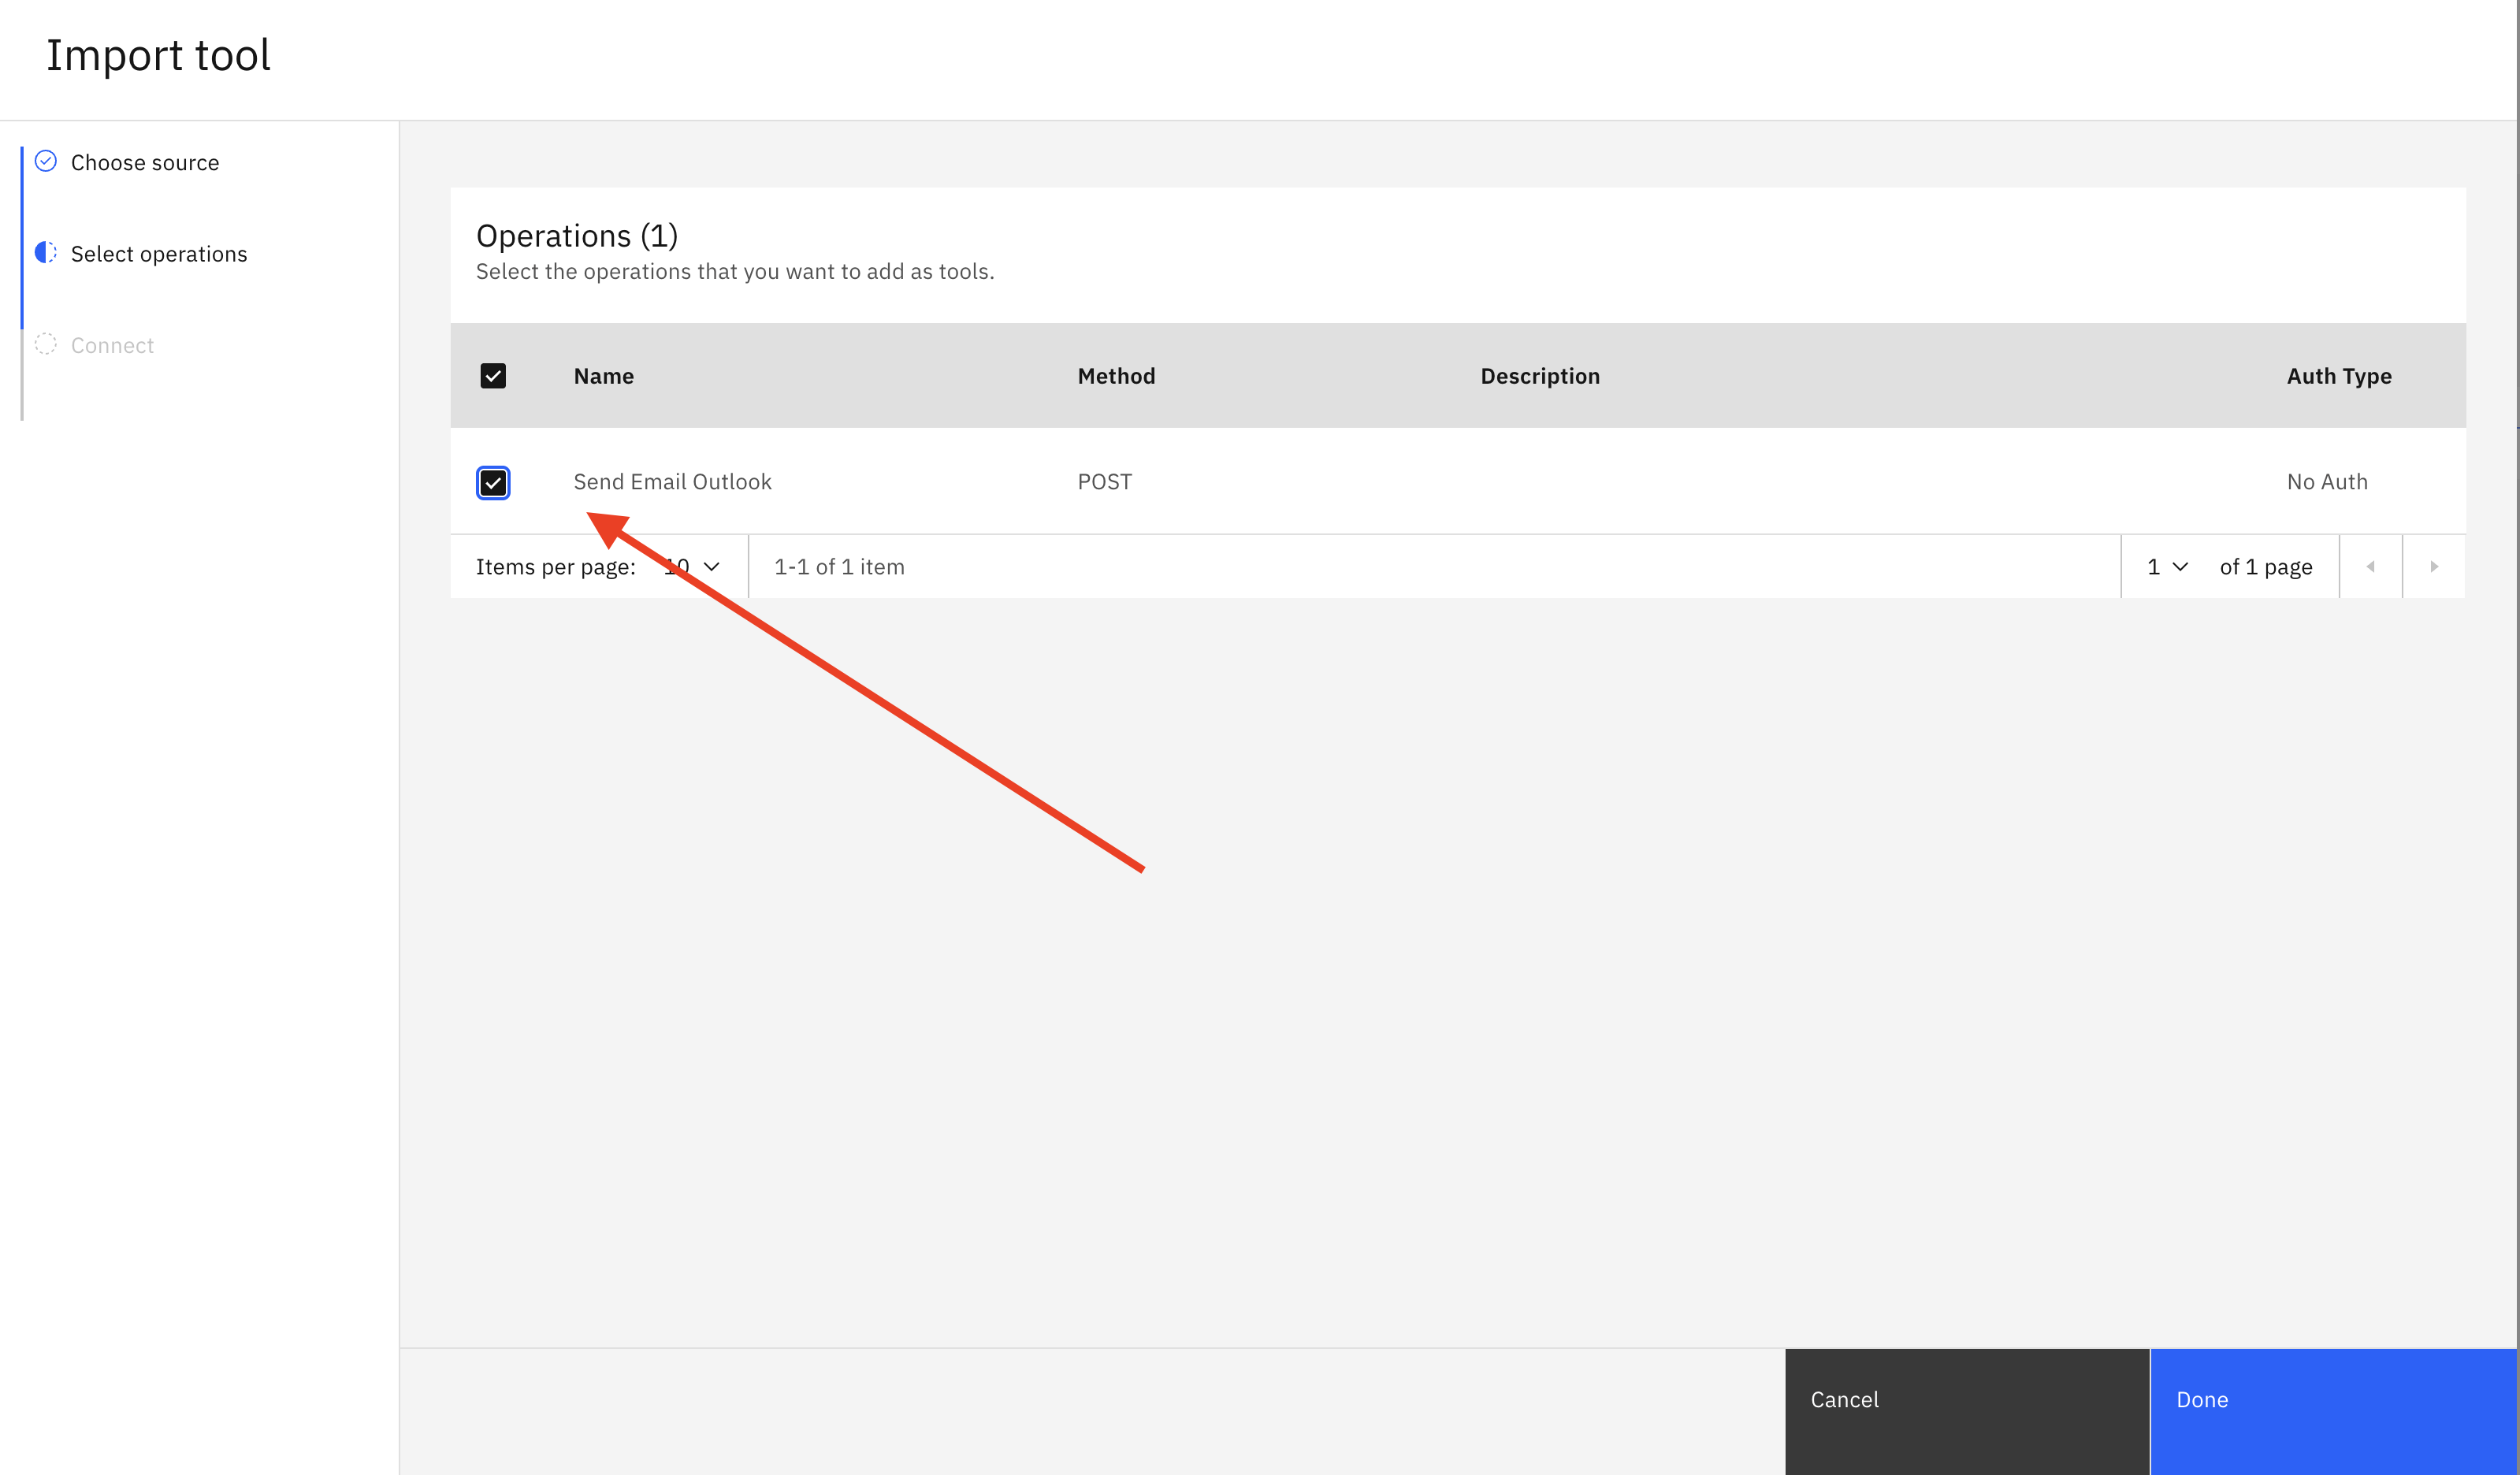 Import tool
Choose source
Select operations
Connect
Operations (1)
Select the operations that you want to add as tools.
Name Method Description Auth Type
Send Email Outlook POST No Auth
Items per page: 10 1-1 of 1 item 1 of 1 page
Cancel Done